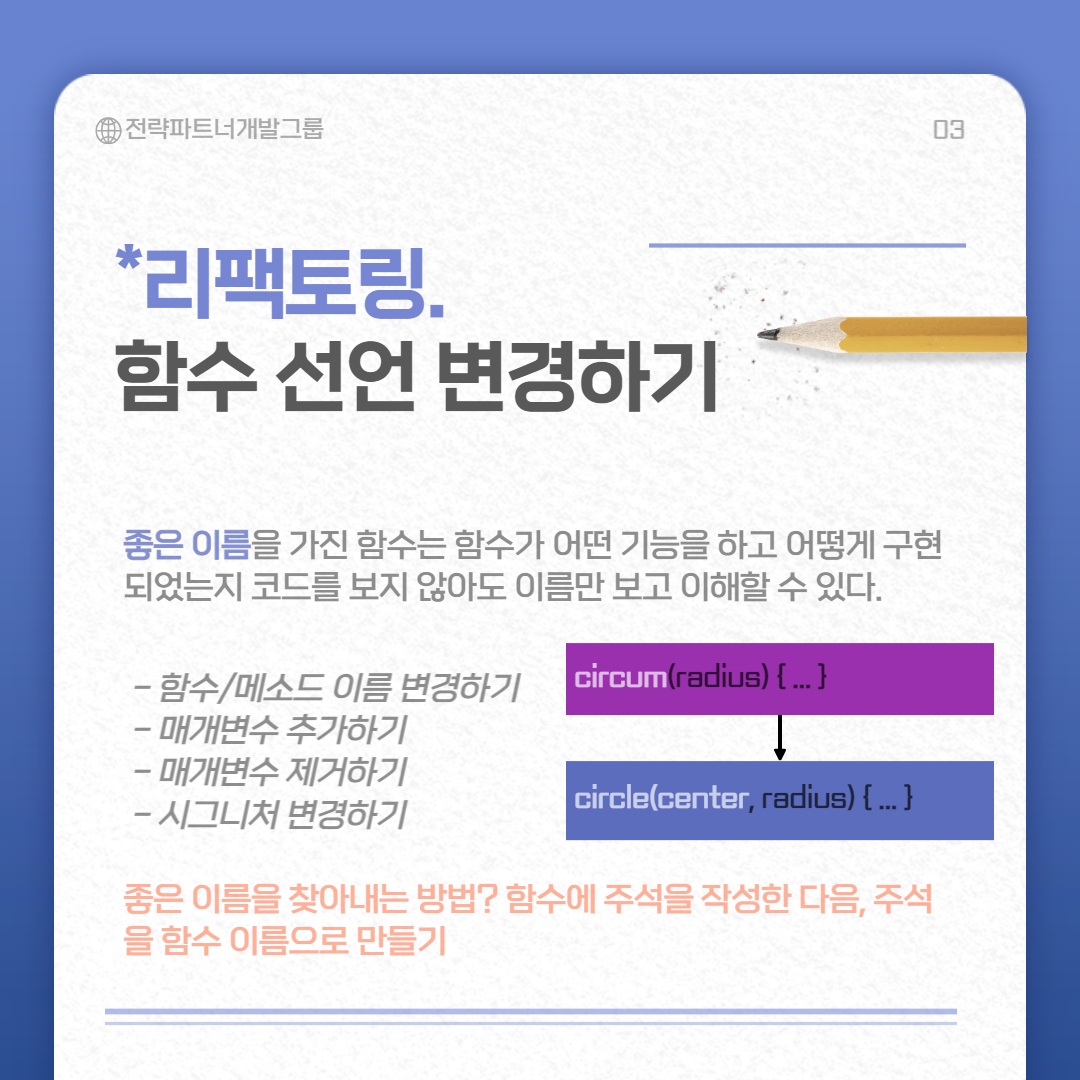 전략파트너개발그룹
03
*리팩토링.
함수 선언 변경하기
좋은 이름을 가진 함수는 함수가 어떤 기능을 하고 어떻게 구현
되었는지 코드를 보지 않아도 이름만 보고 이해할 수 있다.
- 함수/메소드 이름 변경하기
- 매개변수 추가하기
- 매개변수 제거하기
- 시그니처 변경하기
circum(radius) { ... }
circle(center, radius) { ... }
좋은 이름을 찾아내는 방법? 함수에 주석을 작성한 다음, 주석
을 함수 이름으로 만들기